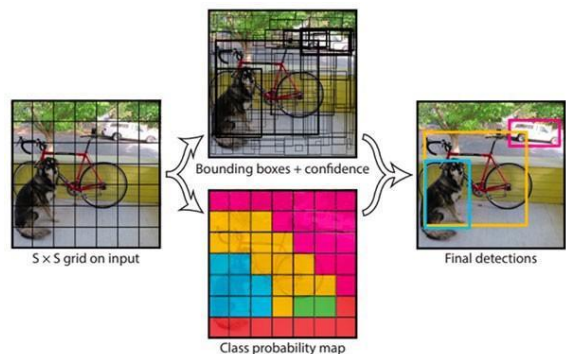 Bounding boxes + confidence
S × S grid on input
Final detections
Class probability map